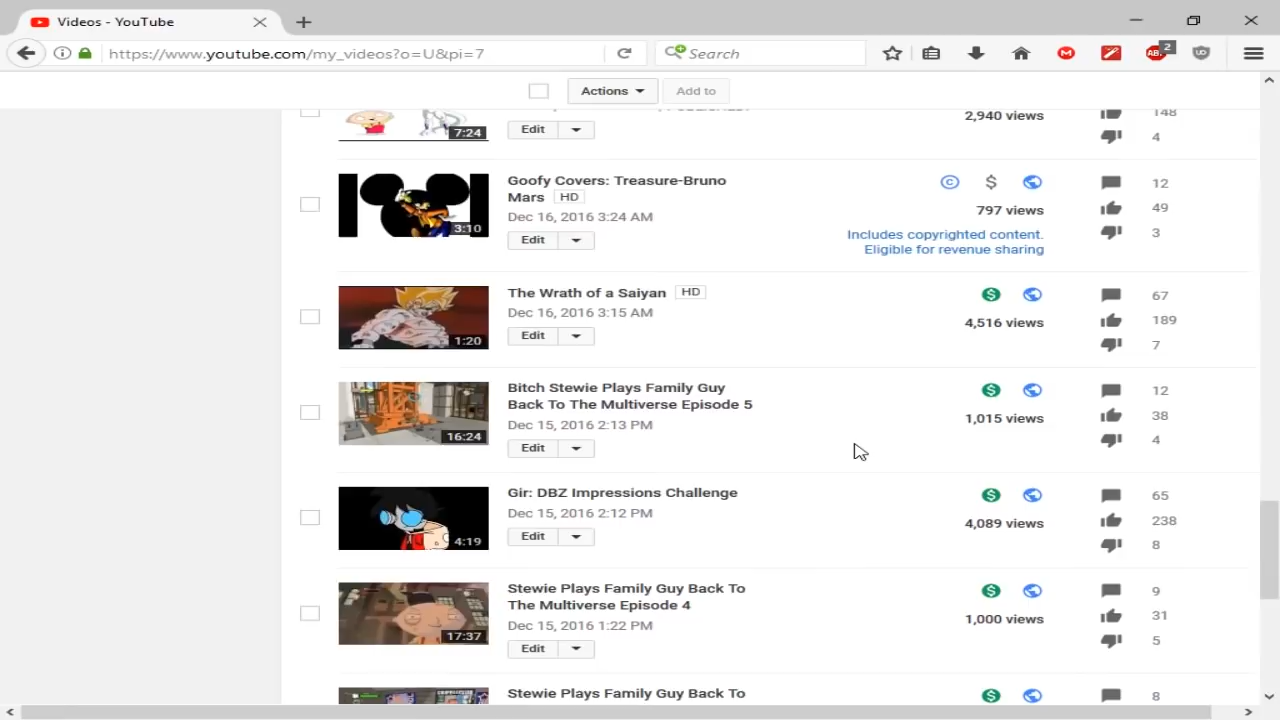 Videos - YouTube
https://www.youtube.com/my_videos?o=U&pi=7
Search
2
Actions
Add to
7:24
Edit
2,940 views
148
4
3:10
Goofy Covers: Treasure-Bruno
Mars HD
Dec 16, 2016 3:24 AM
Edit
797 views
Includes copyrighted content.
Eligible for revenue sharing
12
49
3
1:20
The Wrath of a Saiyan HD
Dec 16, 2016 3:15 AM
Edit
4,516 views
67
189
7
16:24
Bitch Stewie Plays Family Guy
Back To The Multiverse Episode 5
Dec 15, 2016 2:13 PM
Edit
1,015 views
12
38
4
4:19
Gir: DBZ Impressions Challenge
Dec 15, 2016 2:12 PM
Edit
4,089 views
65
238
8
17:37
Stewie Plays Family Guy Back To
The Multiverse Episode 4
Dec 15, 2016 1:22 PM
Edit
1,000 views
9
31
5
Stewie Plays Family Guy Back To
8